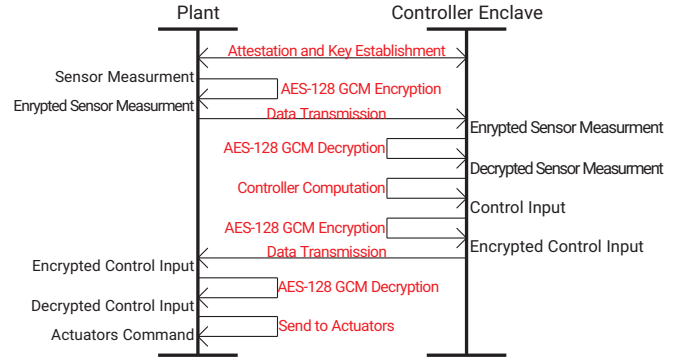 Plant
Controller Enclave
Attestation and Key Establishment
Sensor Measurment
AES-128 GCM Encryption
Enrypted Sensor Measurment
Data Transmission
Enrypted Sensor Measurment
AES-128 GCM Decryption
Decrypted Sensor Measurment
Controller Computation
Control Input
AES-128 GCM Encryption
Encrypted Control Input
Data Transmission
Encrypted Control Input
AES-128 GCM Decryption
Decrypted Control Input
Send to Actuators
Actuators Command